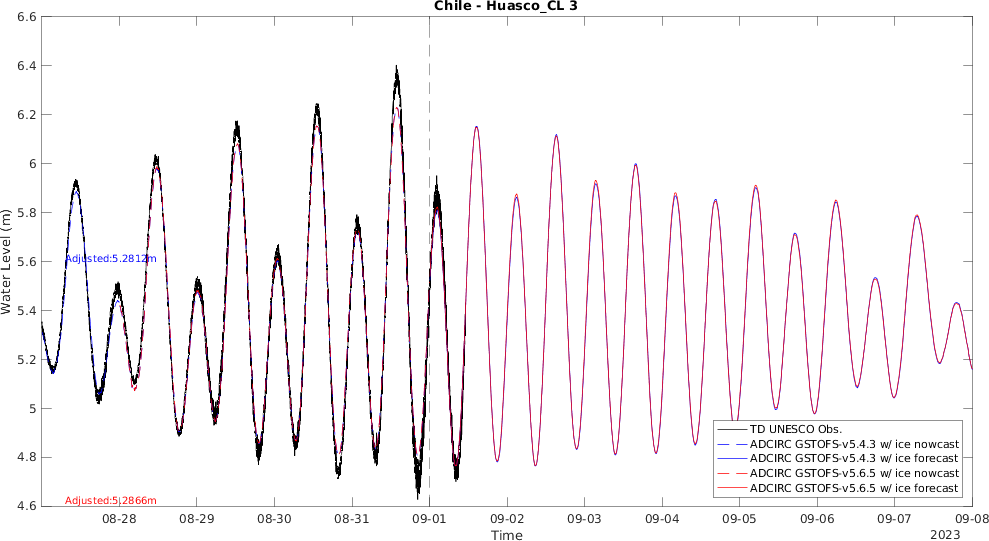 Chile - Huasco_CL 3
6.6
6.4
6.2
6
5.8
5.6
5.4
5.2
5
4.8
4.6
Water Level (m)
Adjusted:5.2812m
Adjusted:5.2866m
TD UNESCO Obs.
ADCIRC GSTOFS-v5.4.3 w/ ice nowcast
ADCIRC GSTOFS-v5.4.3 w/ ice forecast
ADCIRC GSTOFS-v5.6.5 w/ ice nowcast
ADCIRC GSTOFS-v5.6.5 w/ ice forecast
08-28 08-29 08-30 08-31 09-01 09-02 09-03 09-04 09-05 09-06 09-07 09-08
Time
2023